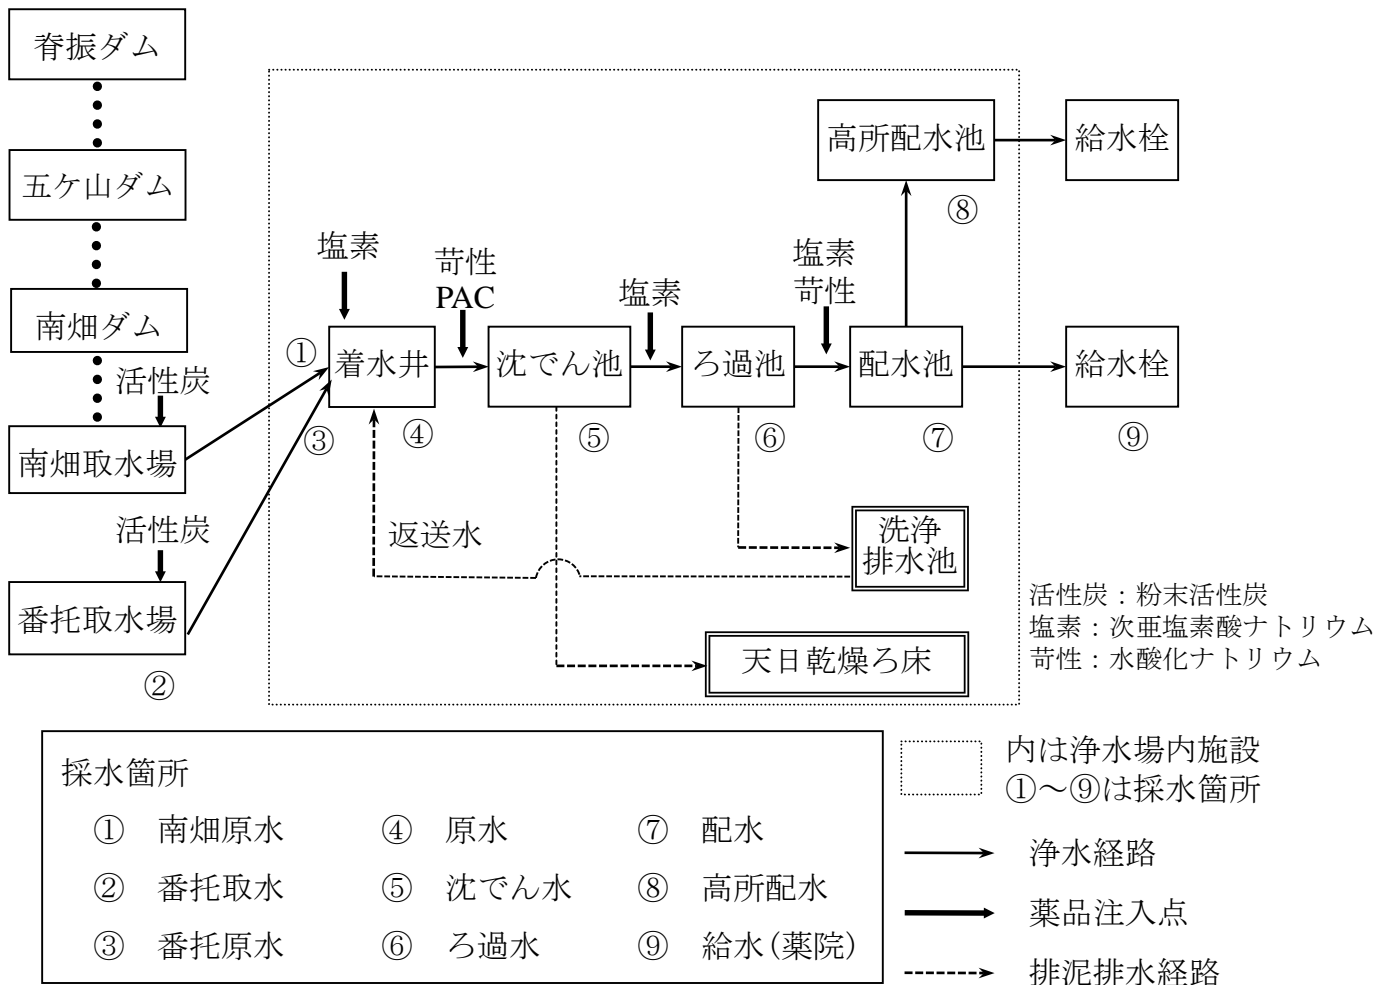 脊振ダム
五ケ山ダム
南畑ダム
活性炭
南畑取水場
活性炭
番托取水場
②
①
③
塩素
着水井
④
苛性
PAC
沈でん池
⑤
塩素
ろ過池
⑥
塩素
苛性
配水池
⑦
高所配水池
⑧
給水栓
給水栓
⑨
返送水
洗浄
排水池
天日乾燥ろ床
活性炭：粉末活性炭
塩素：次亜塩素酸ナトリウム
苛性：水酸化ナトリウム
採水箇所
① 南畑原水 ④ 原水 ⑦ 配水
② 番托取水 ⑤ 沈でん水 ⑧ 高所配水
③ 番托原水 ⑥ ろ過水 ⑨ 給水(薬院)
内は浄水場内施設
①～⑨は採水箇所
浄水経路
薬品注入点
排泥排水経路